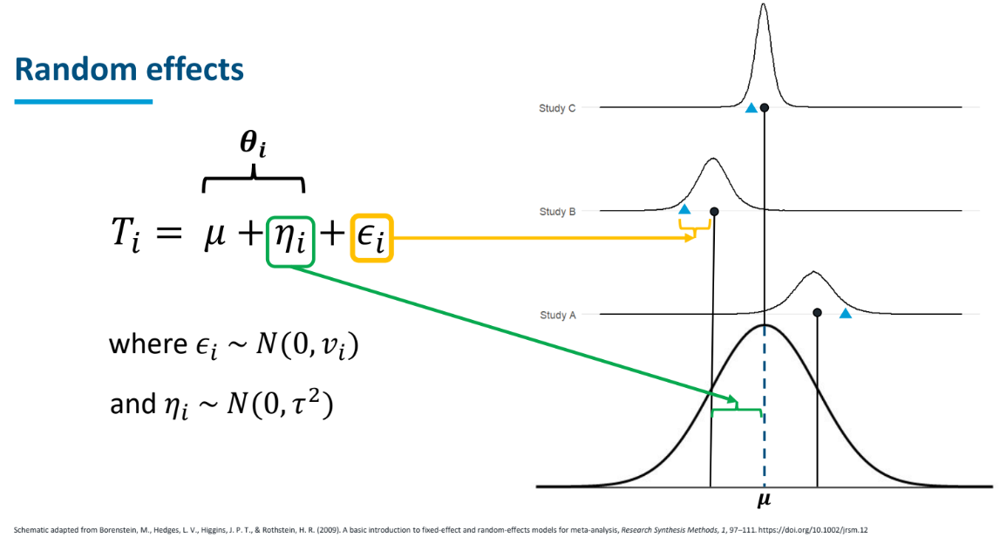 Random effects
θᵢ
Tᵢ = μ + ηᵢ + ϵᵢ
where ϵᵢ ~ N(0, vᵢ)
and ηᵢ ~ N(0, τ²)
Study C
Study B
Study A
μ
Schematic adapted from Borenstein, M., Hedges, L. V., Higgins, J. P. T., & Rothstein, H. R. (2009). A basic introduction to fixed-effect and random-effects models for meta-analysis, Research Synthesis Methods, 1, 97–111. https://doi.org/10.1002/jrsm.12